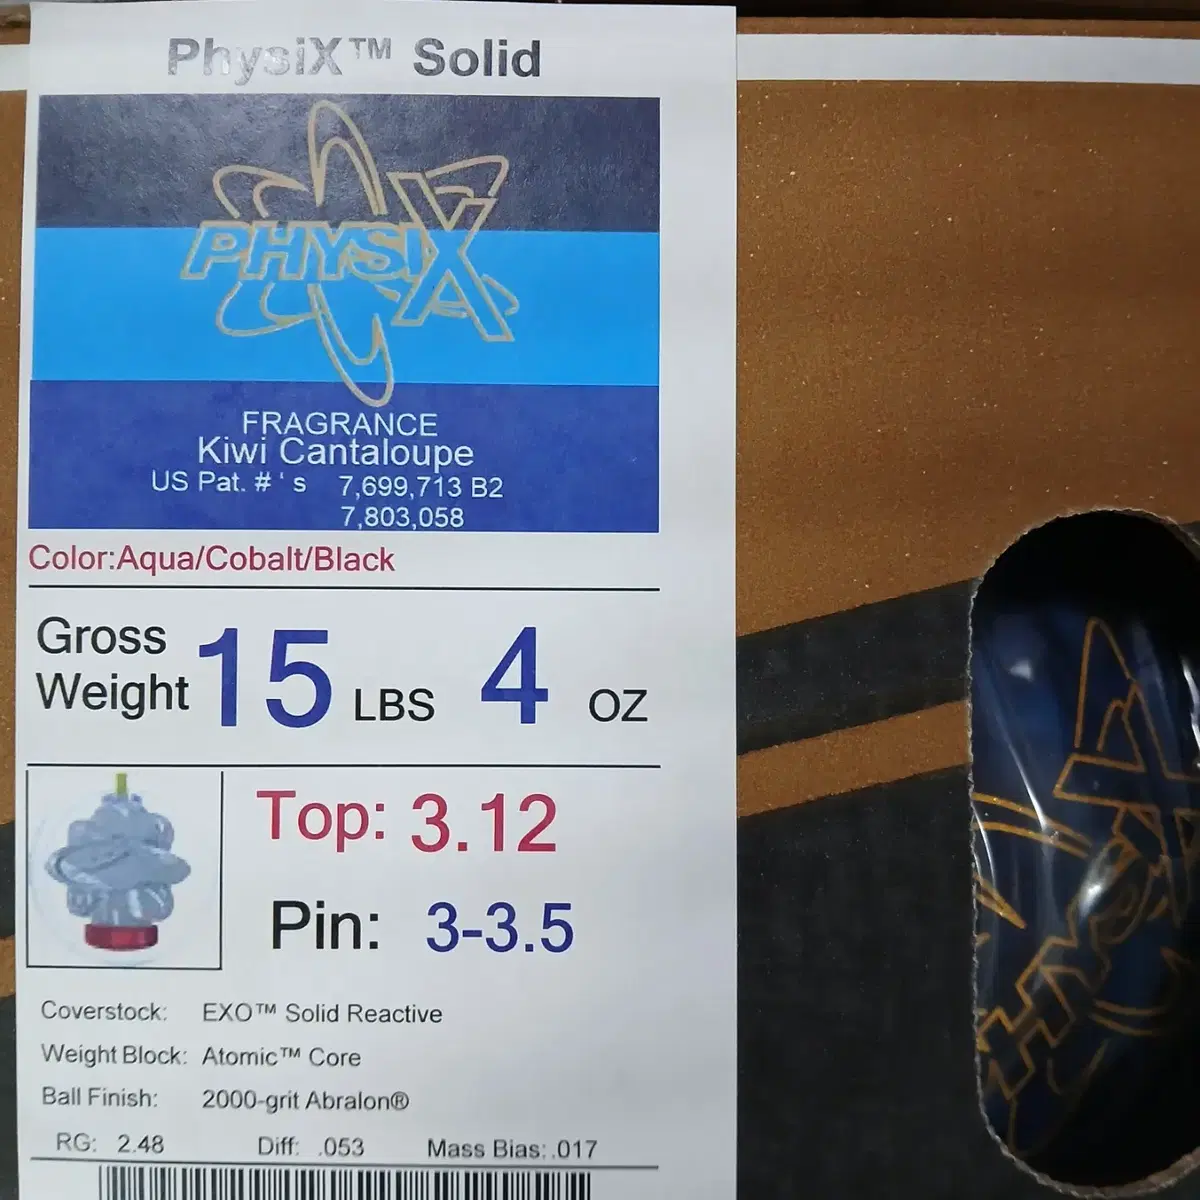 PhysiX™ Solid
PHYSIX
FRAGRANCE
Kiwi Cantaloupe
US Pat. # ' s 7,699,713 B2
7,803,058
Color:Aqua/Cobalt/Black
Gross
Weight 15 LBS 4 OZ
Top: 3.12
Pin: 3-3.5
Coverstock: EXO™ Solid Reactive
Weight Block: Atomic™ Core
Ball Finish: 2000-grit Abralon®
RG: 2.48 Diff: .053 Mass Bias: .017
PHYSIX